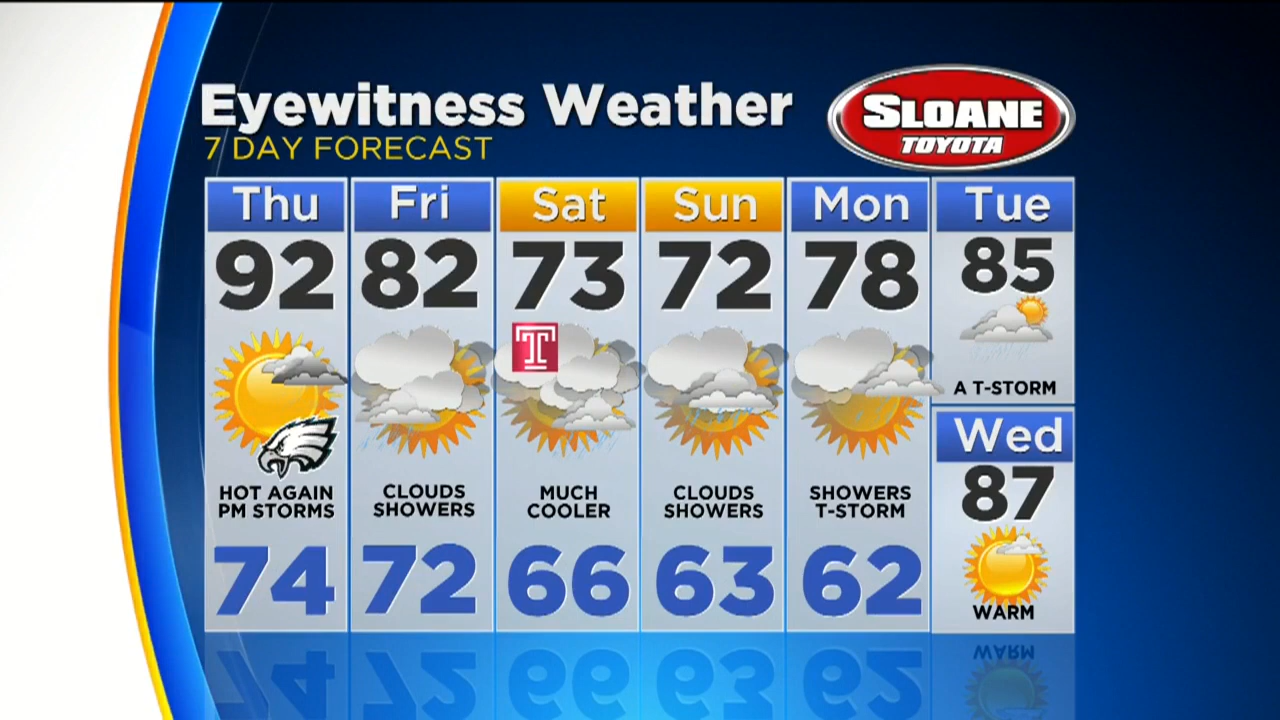 Eyewitness Weather
7 DAY FORECAST
SLOANE
TOYOTA
Thu
92
HOT AGAIN
PM STORMS
74
Fri
82
CLOUDS
SHOWERS
72
Sat
73
T
MUCH
COOLER
66
Sun
72
CLOUDS
SHOWERS
63
Mon
78
SHOWERS
T-STORM
62
Tue
85
A T-STORM
Wed
87
WARM